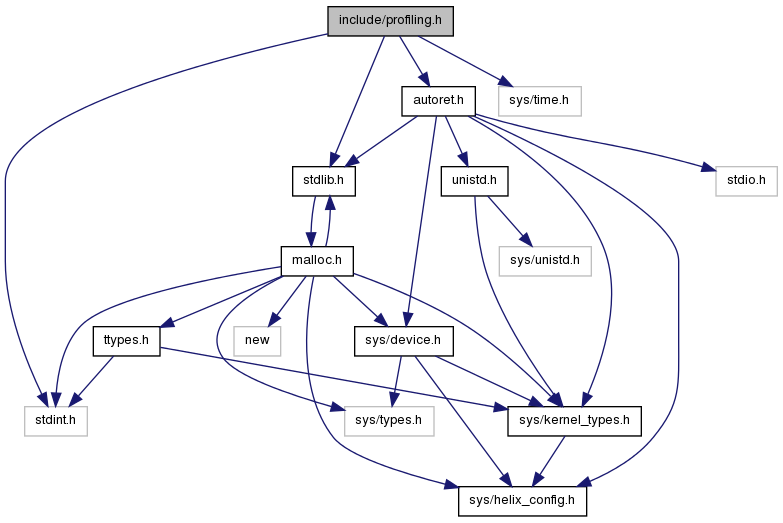 include/profiling.h
autoret.h
sys/time.h
stdlib.h
unistd.h
stdio.h
malloc.h
sys/unistd.h
ttypes.h
new
sys/device.h
stdint.h
sys/types.h
sys/kernel_types.h
sys/helix_config.h